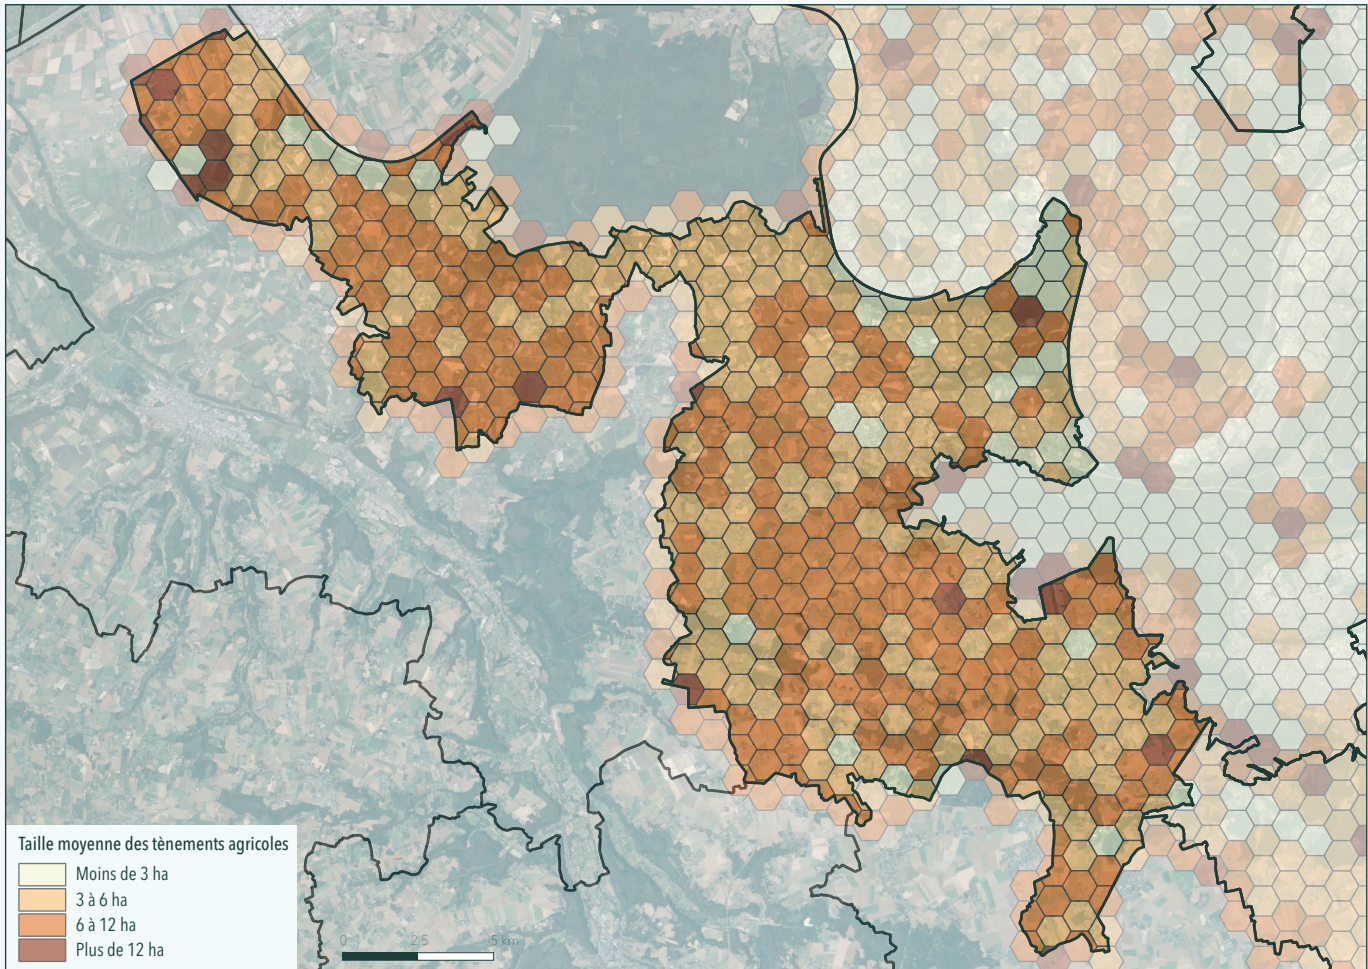 Taille moyenne des tènements agricoles
Moins de 3 ha
3 à 6 ha
6 à 12 ha
Plus de 12 ha
0 2,5 5 km